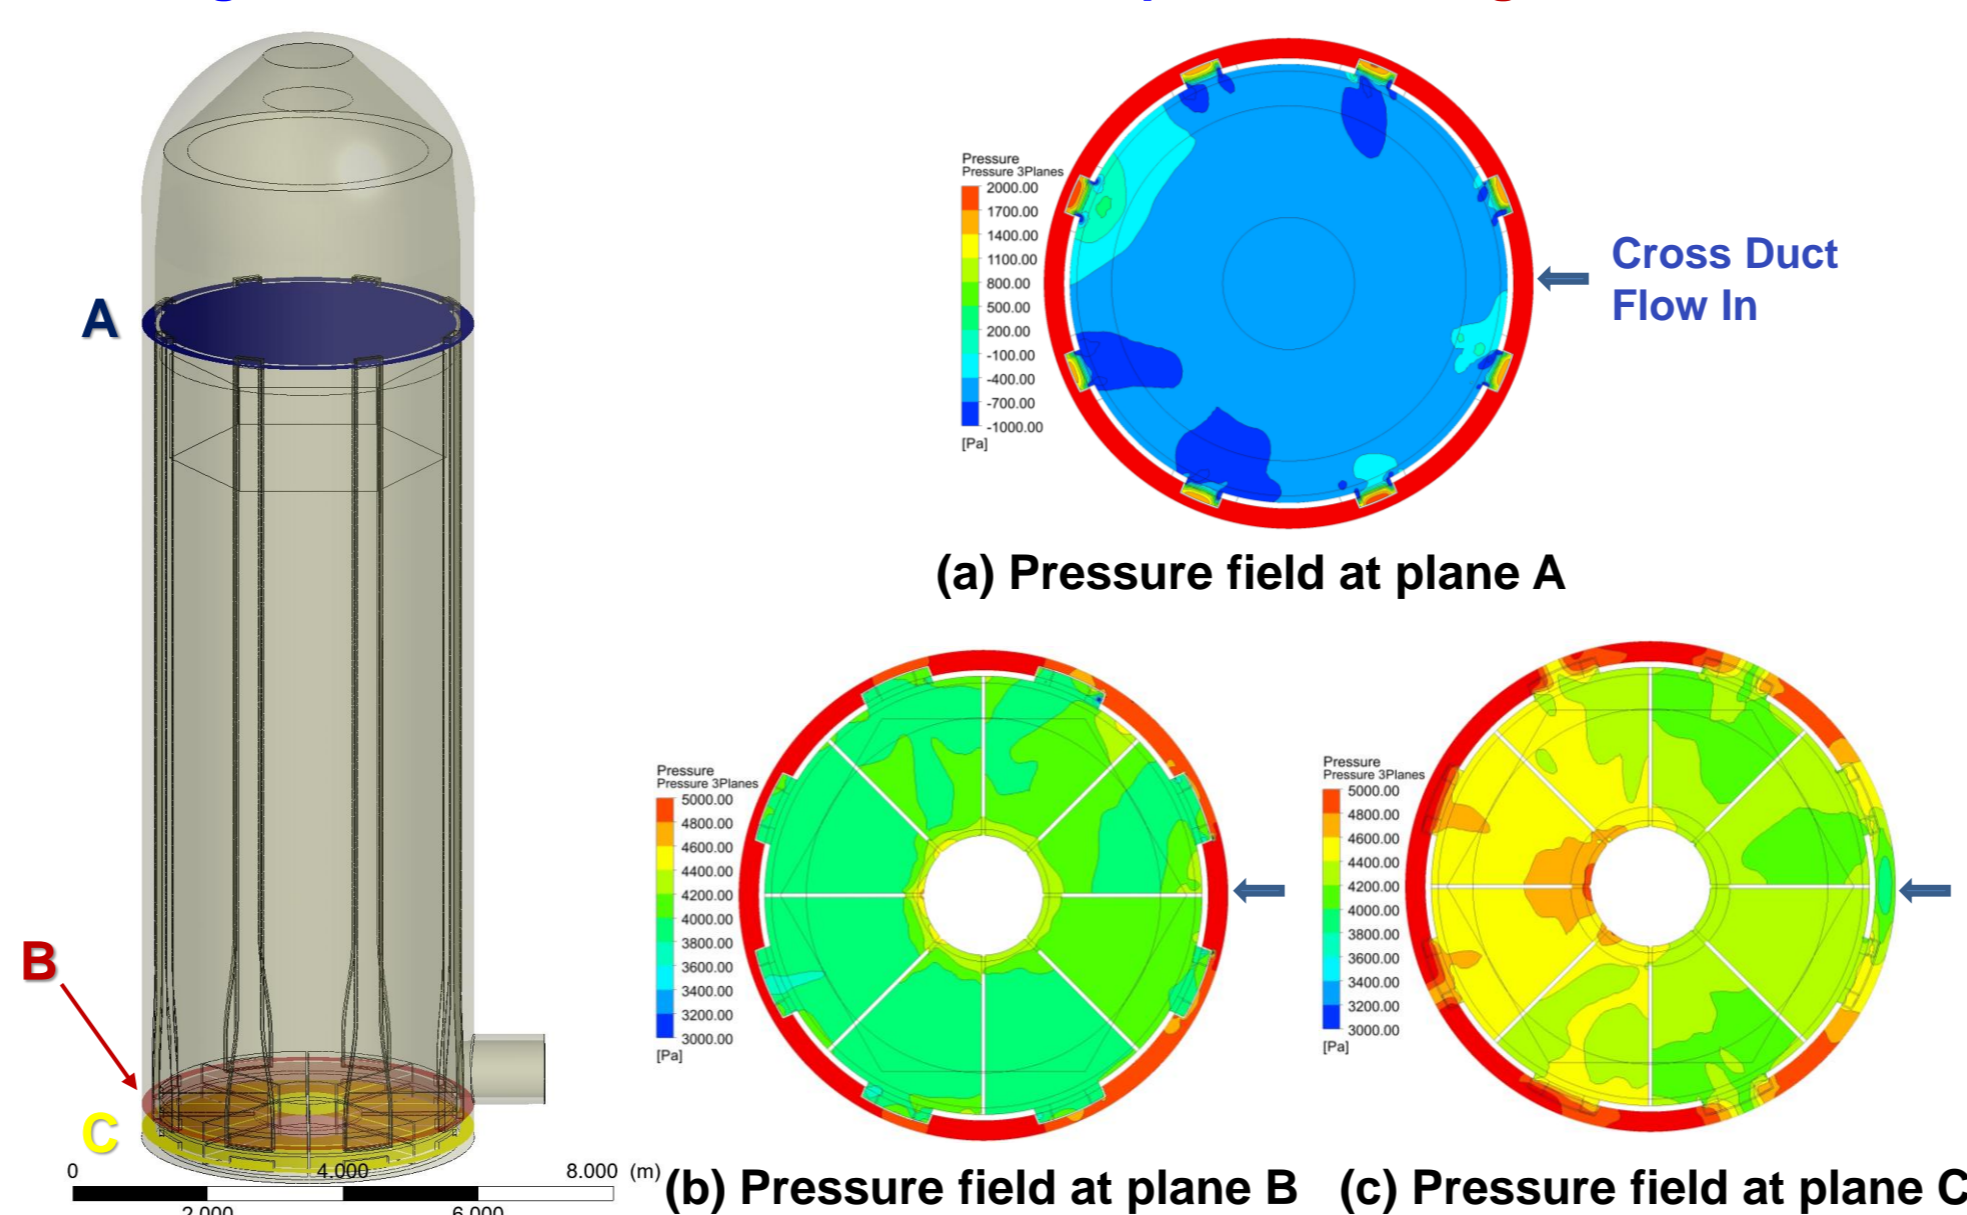 A
B
C
0
4.000
8.000
(m)
2.000
6.000
Pressure
Pressure 3Planes
2000.00
1700.00
1400.00
1100.00
800.00
500.00
200.00
-100.00
-400.00
-700.00
-1000.00
[Pa]
Cross Duct
Flow In
(a) Pressure field at plane A
Pressure
Pressure 3Planes
5000.00
4800.00
4600.00
4400.00
4200.00
4000.00
3800.00
3600.00
3400.00
3200.00
3000.00
[Pa]
(b) Pressure field at plane B
Pressure
Pressure 3Planes
5000.00
4800.00
4600.00
4400.00
4200.00
4000.00
3800.00
3600.00
3400.00
3200.00
3000.00
[Pa]
(c) Pressure field at plane C